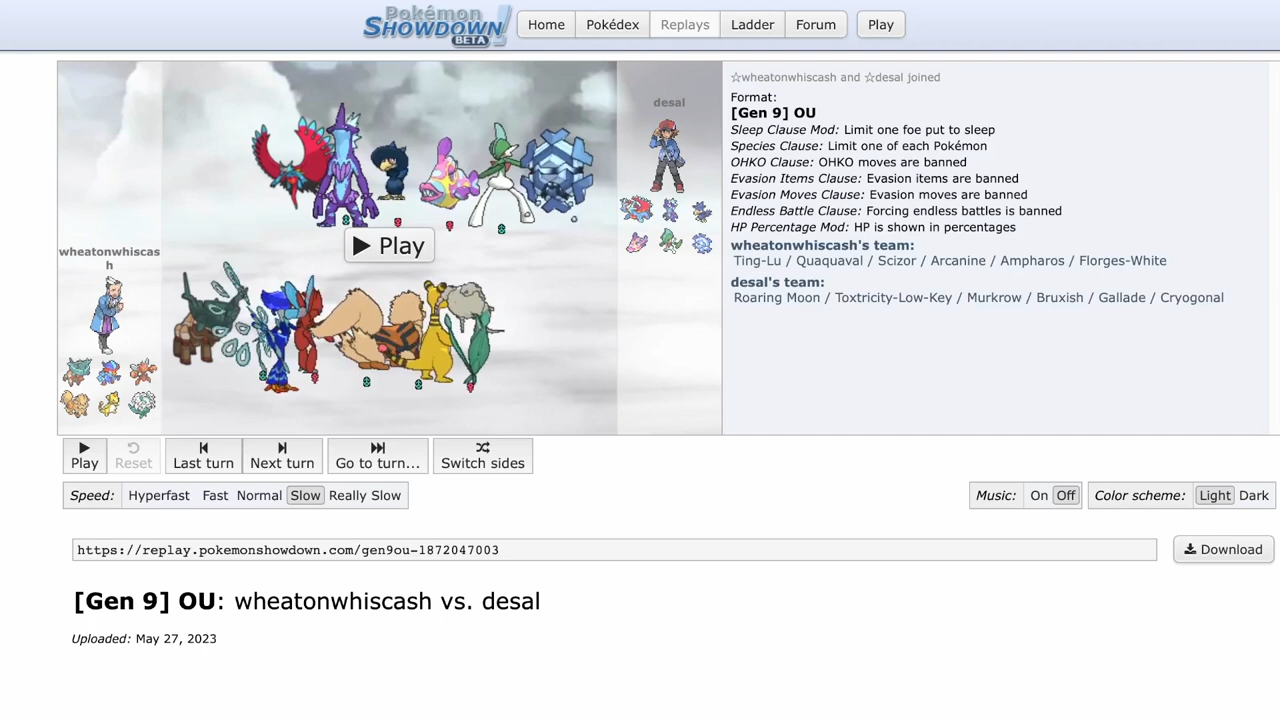 Pokémon
SHOWDOWN!
BETA
Home
Pokédex
Replays
Ladder
Forum
Play
wheatonwhiscas
h
Play
desal
☆wheatonwhiscash and ☆desal joined
Format:
[Gen 9] OU
Sleep Clause Mod: Limit one foe put to sleep
Species Clause: Limit one of each Pokémon
OHKO Clause: OHKO moves are banned
Evasion Items Clause: Evasion items are banned
Evasion Moves Clause: Evasion moves are banned
Endless Battle Clause: Forcing endless battles is banned
HP Percentage Mod: HP is shown in percentages
wheatonwhiscash's team:
Ting-Lu / Quaquaval / Scizor / Arcanine / Ampharos / Florges-White
desal's team:
Roaring Moon / Toxtricity-Low-Key / Murkrow / Bruxish / Gallade / Cryogonal
Play
Reset
Last turn
Next turn
Go to turn...
Switch sides
Speed: Hyperfast Fast Normal Slow Really Slow
Music: On Off
Color scheme: Light Dark
https://replay.pokemonshowdown.com/gen9ou-1872047003
Download
[Gen 9] OU: wheatonwhiscash vs. desal
Uploaded: May 27, 2023